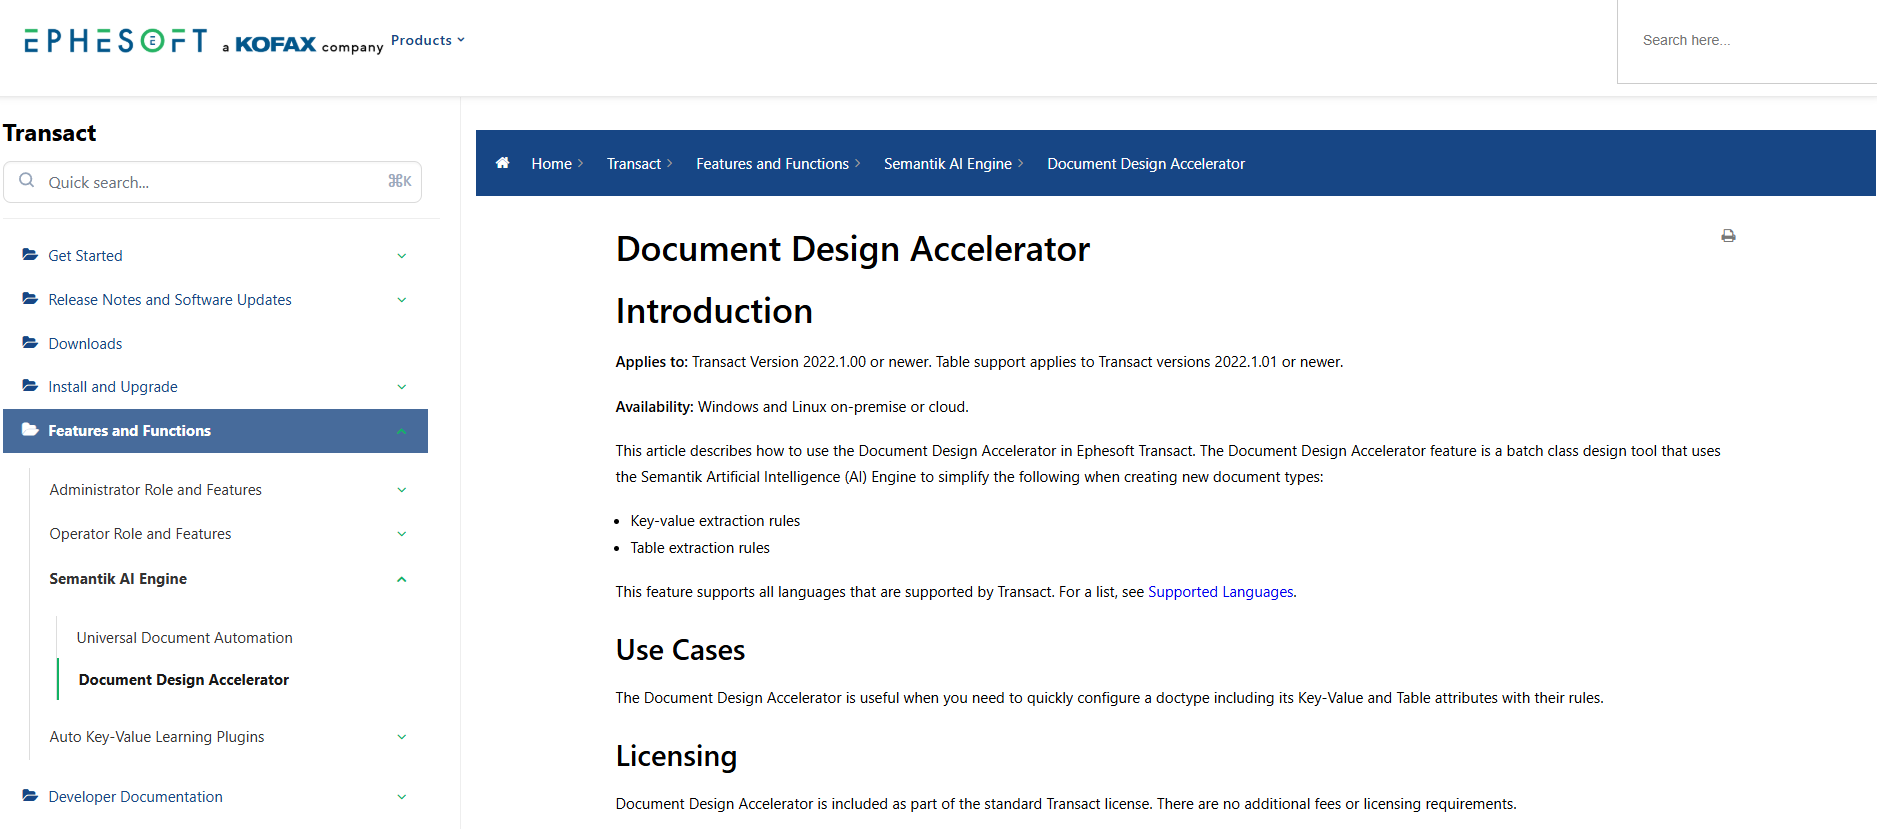 EPHESOFT a KOFAX company
Products
Search here...
Transact
Quick search...
⌘K
Get Started
Release Notes and Software Updates
Downloads
Install and Upgrade
Features and Functions
Administrator Role and Features
Operator Role and Features
Semantik AI Engine
Universal Document Automation
Document Design Accelerator
Auto Key-Value Learning Plugins
Developer Documentation
Home
Transact
Features and Functions
Semantik AI Engine
Document Design Accelerator
Document Design Accelerator
Introduction
Applies to: Transact Version 2022.1.00 or newer. Table support applies to Transact versions 2022.1.01 or newer.
Availability: Windows and Linux on-premise or cloud.
This article describes how to use the Document Design Accelerator in Ephesoft Transact. The Document Design Accelerator feature is a batch class design tool that uses
the Semantik Artificial Intelligence (AI) Engine to simplify the following when creating new document types:
• Key-value extraction rules
• Table extraction rules
This feature supports all languages that are supported by Transact. For a list, see Supported Languages.
Use Cases
The Document Design Accelerator is useful when you need to quickly configure a doctype including its Key-Value and Table attributes with their rules.
Licensing
Document Design Accelerator is included as part of the standard Transact license. There are no additional fees or licensing requirements.